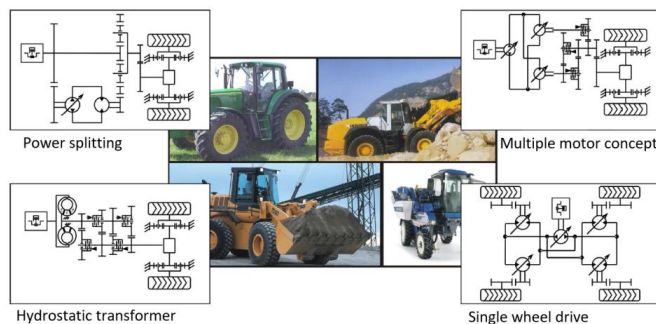 Power splitting
Multiple motor concept
Hydrostatic transformer
Single wheel drive